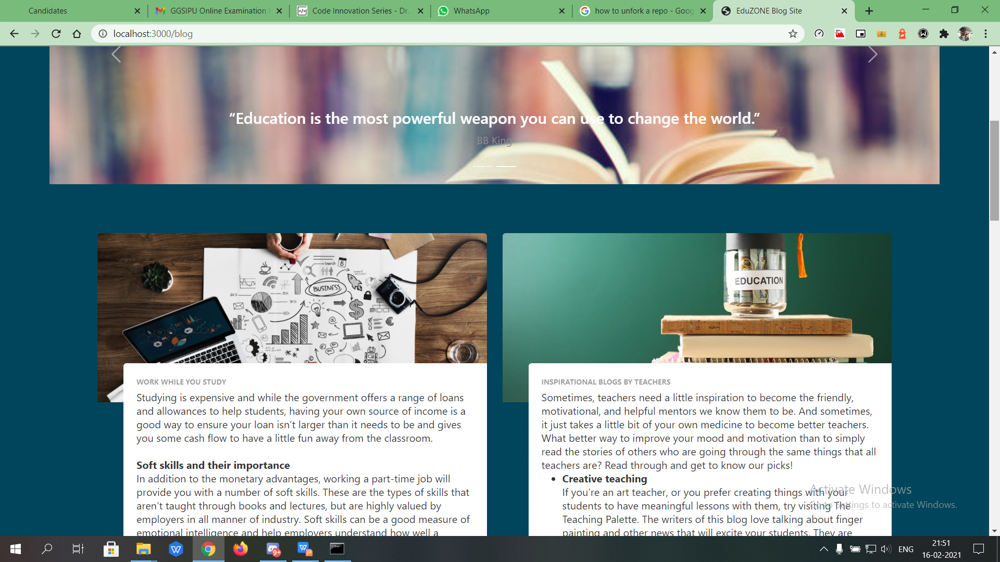 Candidates
GGSIPU Online Examination F
Code Innovation Series - Dr.
WhatsApp
how to unfork a repo - Goog
EduZONE Blog Site
localhost:3000/blog
“Education is the most powerful weapon you can use to change the world.”
BB King
search 8
BUSINESS
20%
10%
30%
45%
EDUCATION
WORK WHILE YOU STUDY
Studying is expensive and while the government offers a range of loans
and allowances to help students, having your own source of income is a
good way to ensure your loan isn’t larger than it needs to be and gives
you some cash flow to have a little fun away from the classroom.
Soft skills and their importance
In addition to the monetary advantages, working a part-time job will
provide you with a number of soft skills. These are the types of skills that
aren’t taught through books and lectures, but are highly valued by
employers in all manner of industry. Soft skills can be a good measure of
emotional intelligence and help employers understand how well a
INSPIRATIONAL BLOGS BY TEACHERS
Sometimes, teachers need a little inspiration to become the friendly,
motivational, and helpful mentors we know them to be. And sometimes,
it just takes a little bit of your own medicine to become better teachers.
What better way to improve your mood and motivation than to simply
read the stories of others who are going through the same things that all
teachers are? Read through and get to know our picks!
Creative teaching
If you’re an art teacher, or you prefer creating things with your
students to have meaningful lessons with them, try visiting The
Teaching Palette. The writers of this blog love talking about finger
painting and other news that will excite your students. They are
Activate Windows
Go to Settings to activate Windows.
9+
ENG
21:51
16-02-2021